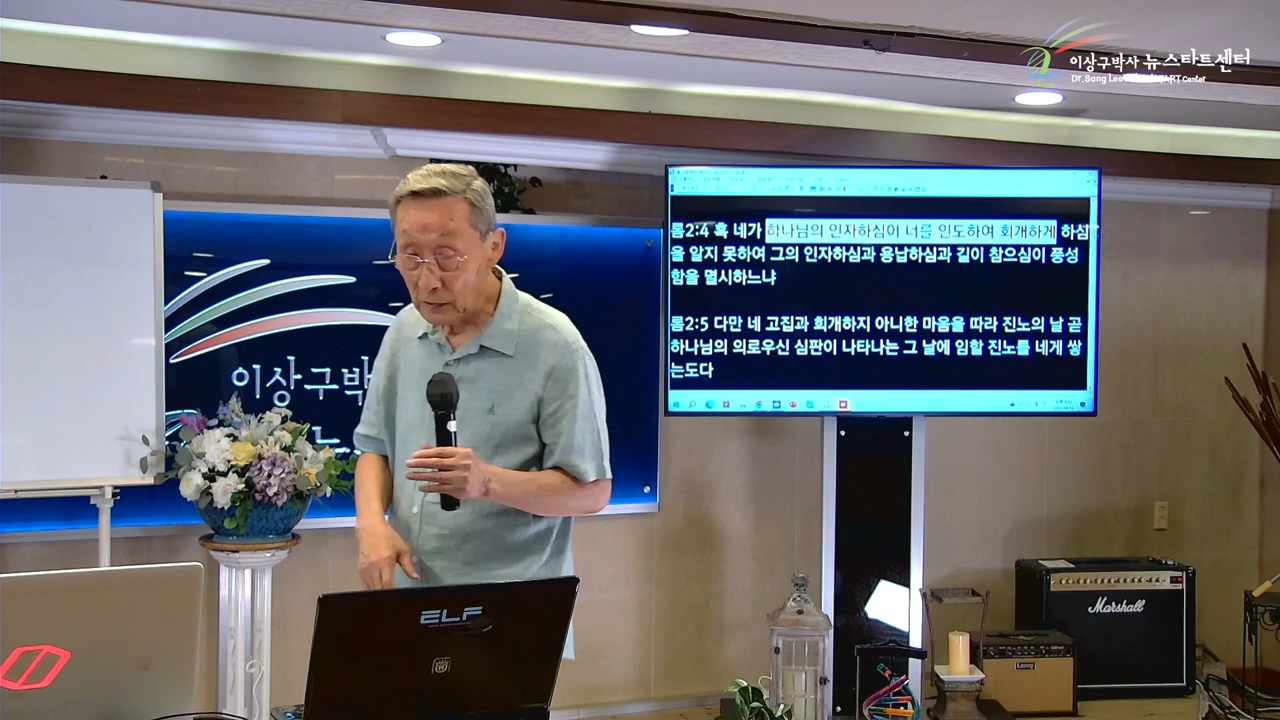 이상구박사 뉴스타트센터
Dr.Sang Lee
START Center
롬2:4 혹 네가 하나님의 인자하심이 너를 인도하여 회개하게 하심
을 알지 못하여 그의 인자하심과 용납하심과 길이 참으심이 풍성
함을 멸시하느냐
롬2:5 다만 네 고집과 회개하지 아니한 마음을 따라 진노의 날 곧
하나님의 의로우신 심판이 나타나는 그 날에 임할 진노를 네게 쌓
는도다
이상구박
ELF
Marshall
Laney